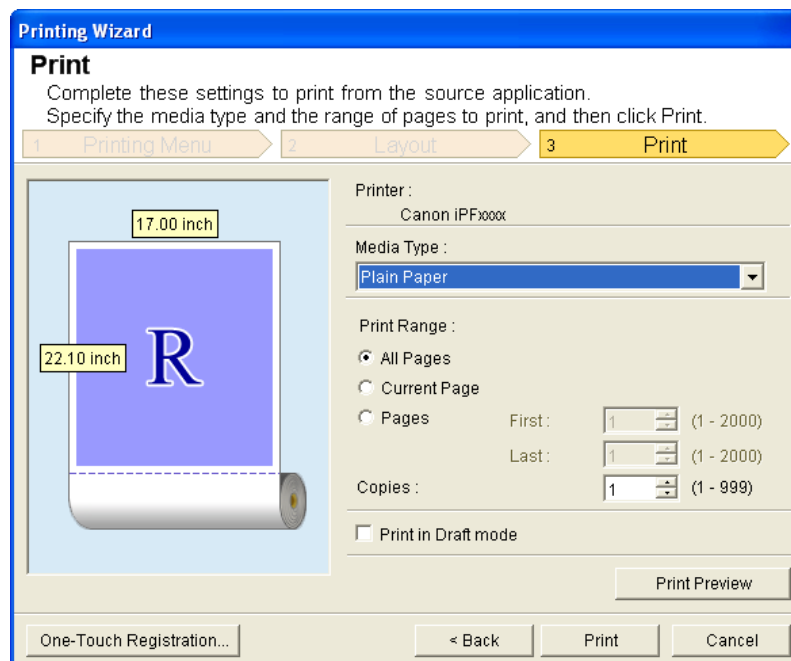 Printing Wizard
Print
Complete these settings to print from the source application.
Specify the media type and the range of pages to print, and then click Print.
1 Printing Menu 2 Layout 3 Print
Printer :
Canon iPFxxxx
17.00 inch
Media Type :
Plain Paper
22.10 inch
R
Print Range :
All Pages
Current Page
Pages First : 1 (1 - 2000)
Last : 1 (1 - 2000)
Copies : 1 (1 - 999)
Print in Draft mode
Print Preview
One-Touch Registration... < Back Print Cancel